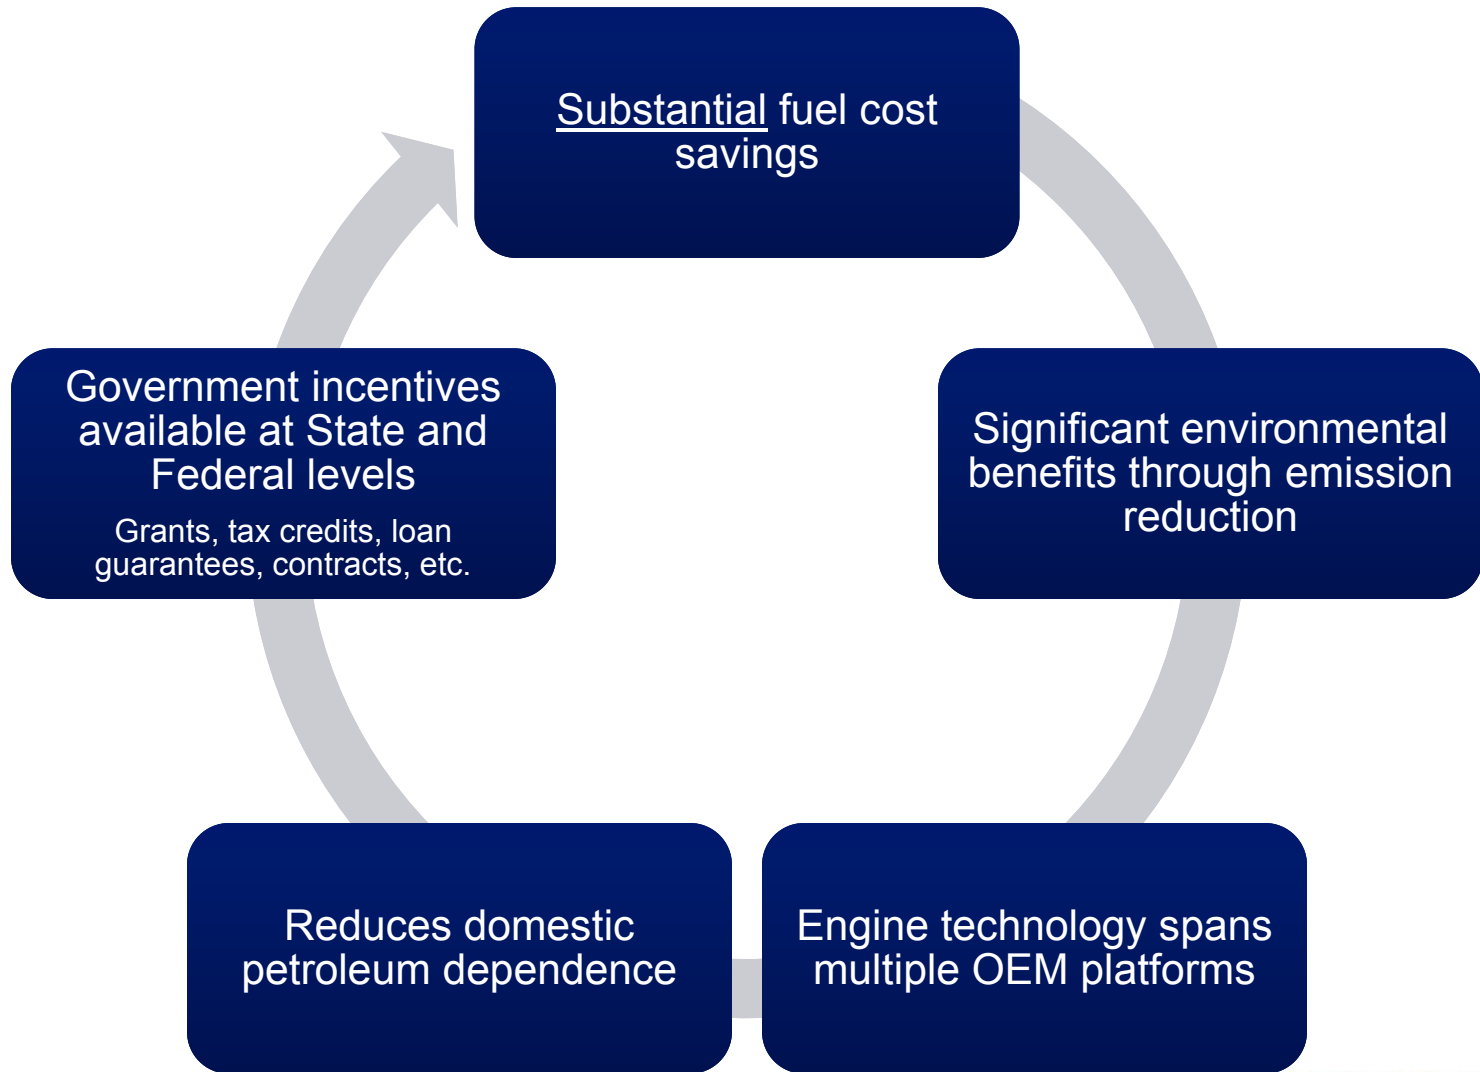 Substantial fuel cost
savings
Government incentives
available at State and
Federal levels
Grants, tax credits, loan
guarantees, contracts, etc.
Significant environmental
benefits through emission
reduction
Reduces domestic
petroleum dependence
Engine technology spans
multiple OEM platforms